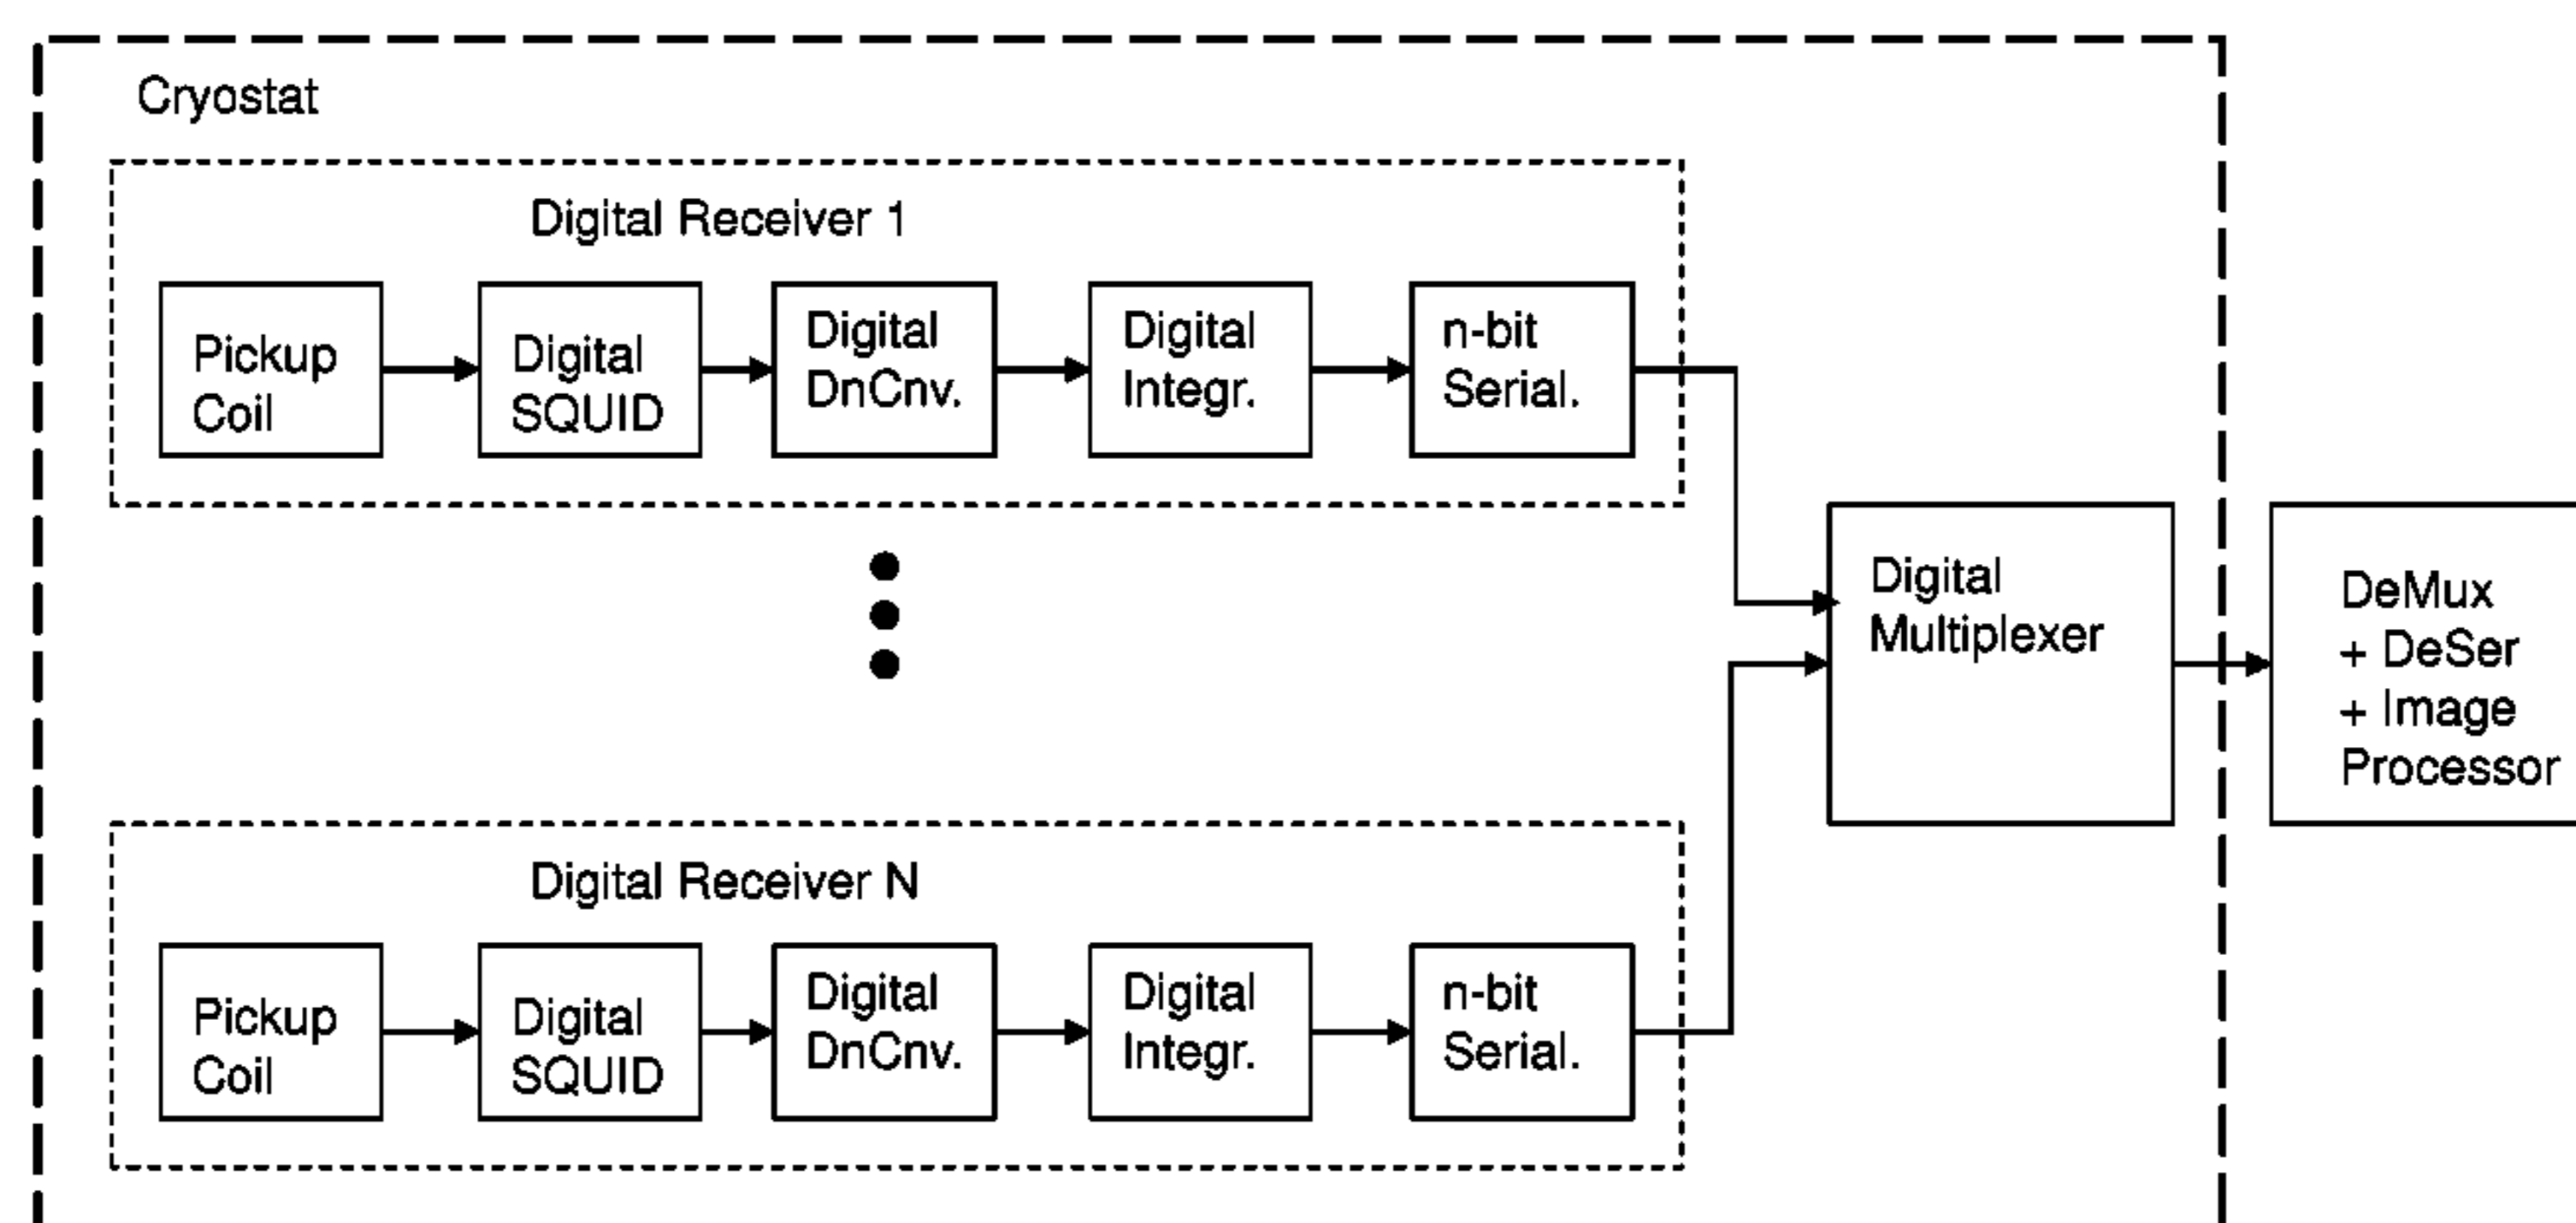 Cryostat
Digital Receiver 1
Pickup
Coil
Digital
SQUID
Digital
DnCnv.
Digital
Integr.
n-bit
Serial.
Digital
Multiplexer
DeMux
+ DeSer
+ Image
Processor
Digital Receiver N
Pickup
Coil
Digital
SQUID
Digital
DnCnv.
Digital
Integr.
n-bit
Serial.